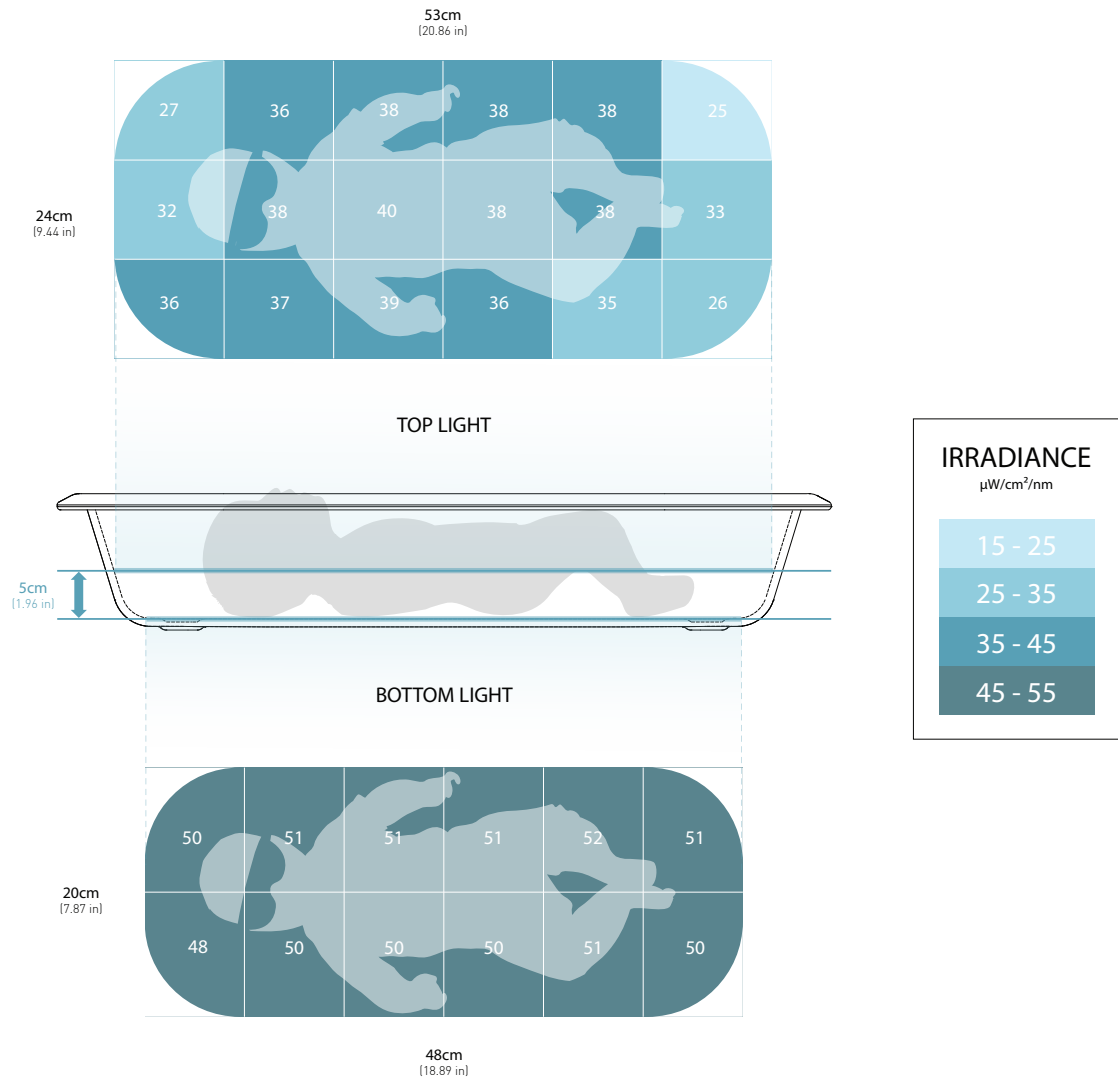 53cm
(20.86 in)
27 36 38 38 38 25
24cm
(9.44 in)
32 38 40 38 38 33
36 37 39 36 35 26
TOP LIGHT
IRRADIANCE
µW/cm²/nm
15 - 25
25 - 35
35 - 45
45 - 55
5cm
(1.96 in)
BOTTOM LIGHT
50 51 51 51 52 51
20cm
(7.87 in)
48 50 50 50 51 50
48cm
(18.89 in)